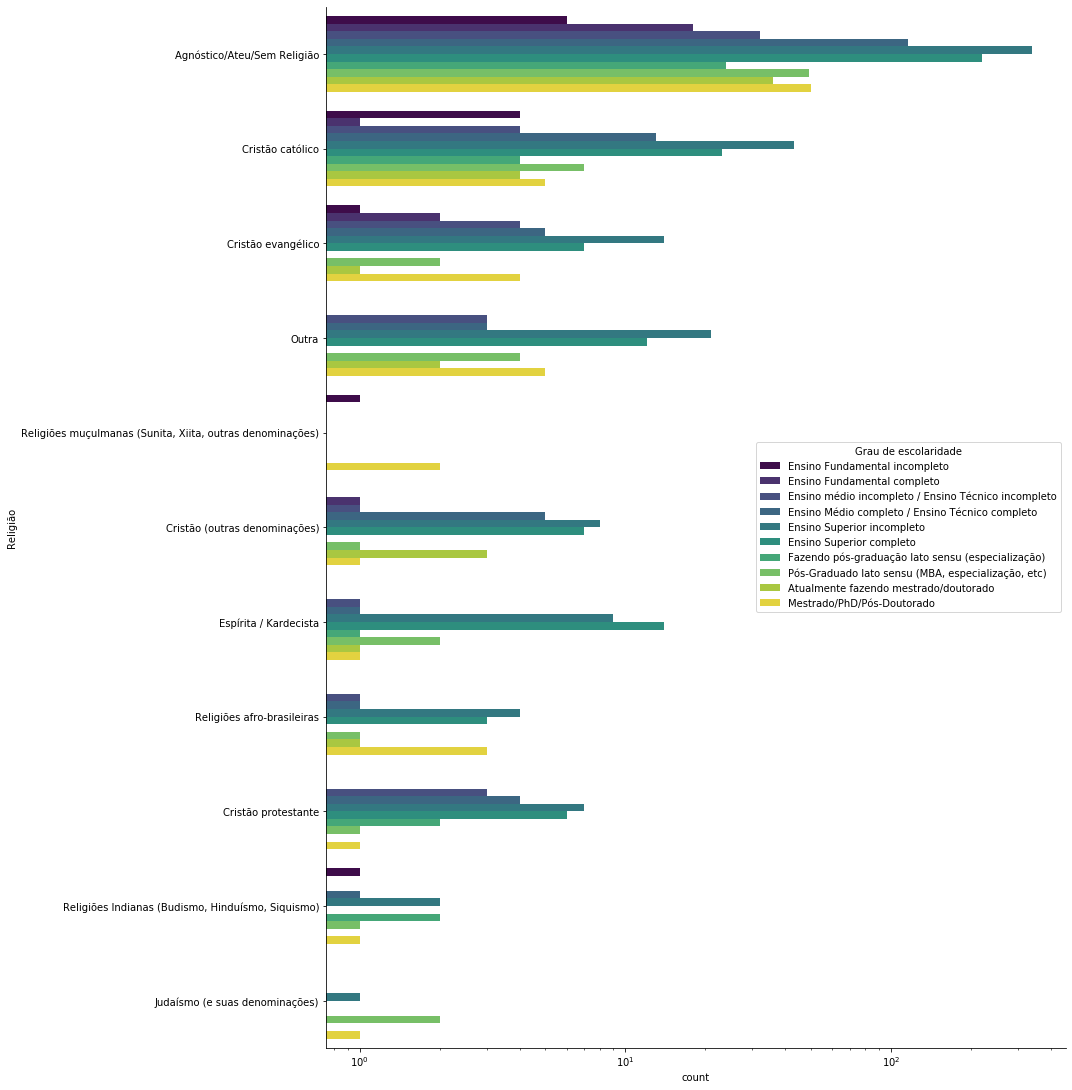 Agnóstico/Ateu/Sem Religião
Cristão católico
Cristão evangélico
Outra
Religiões muçulmanas (Sunita, Xiita, outras denominações)
Cristão (outras denominações)
Espírita / Kardecista
Religiões afro-brasileiras
Cristão protestante
Religiões Indianas (Budismo, Hinduísmo, Siquismo)
Judaísmo (e suas denominações)
Religião
Grau de escolaridade
Ensino Fundamental incompleto
Ensino Fundamental completo
Ensino médio incompleto / Ensino Técnico incompleto
Ensino Médio completo / Ensino Técnico completo
Ensino Superior incompleto
Ensino Superior completo
Fazendo pós-graduação lato sensu (especialização)
Pós-Graduado lato sensu (MBA, especialização, etc)
Atualmente fazendo mestrado/doutorado
Mestrado/PhD/Pós-Doutorado
10⁰ 10¹ 10²
count